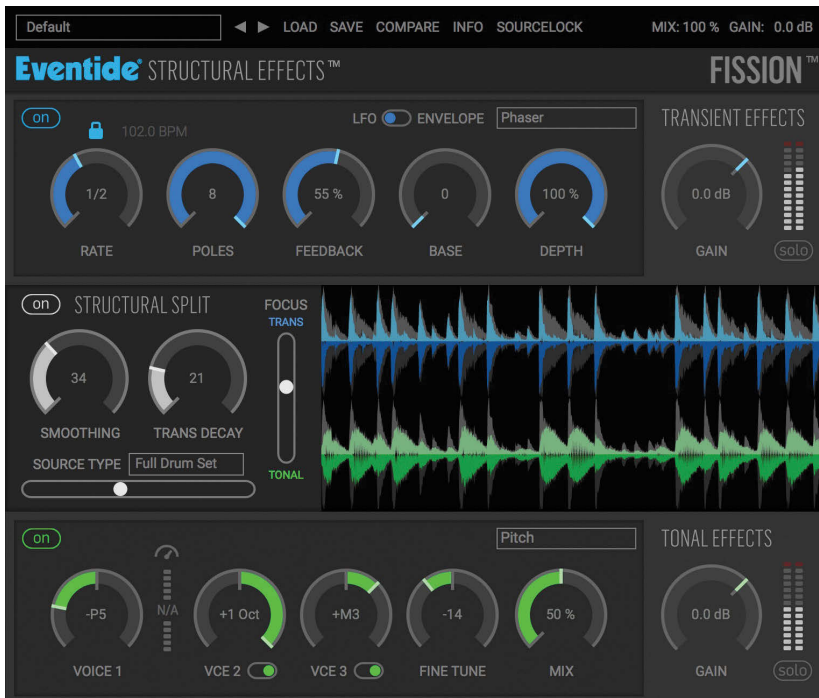 Default ◀ ▶ LOAD SAVE COMPARE INFO SOURCELOCK MIX: 100 % GAIN: 0.0 dB
Eventide® STRUCTURAL EFFECTS™ FISSION™
on LFO ENVELOPE Phaser TRANSIENT EFFECTS
102.0 BPM
1/2 8 55 % 0 100 % 0.0 dB
RATE POLES FEEDBACK BASE DEPTH GAIN solo
on STRUCTURAL SPLIT FOCUS
TRANS
34 21
SMOOTHING TRANS DECAY
SOURCE TYPE Full Drum Set
TONAL
on Pitch TONAL EFFECTS
-P5 N/A +1 Oct +M3 -14 50 % 0.0 dB
VOICE 1 VCE 2 VCE 3 FINE TUNE MIX GAIN solo